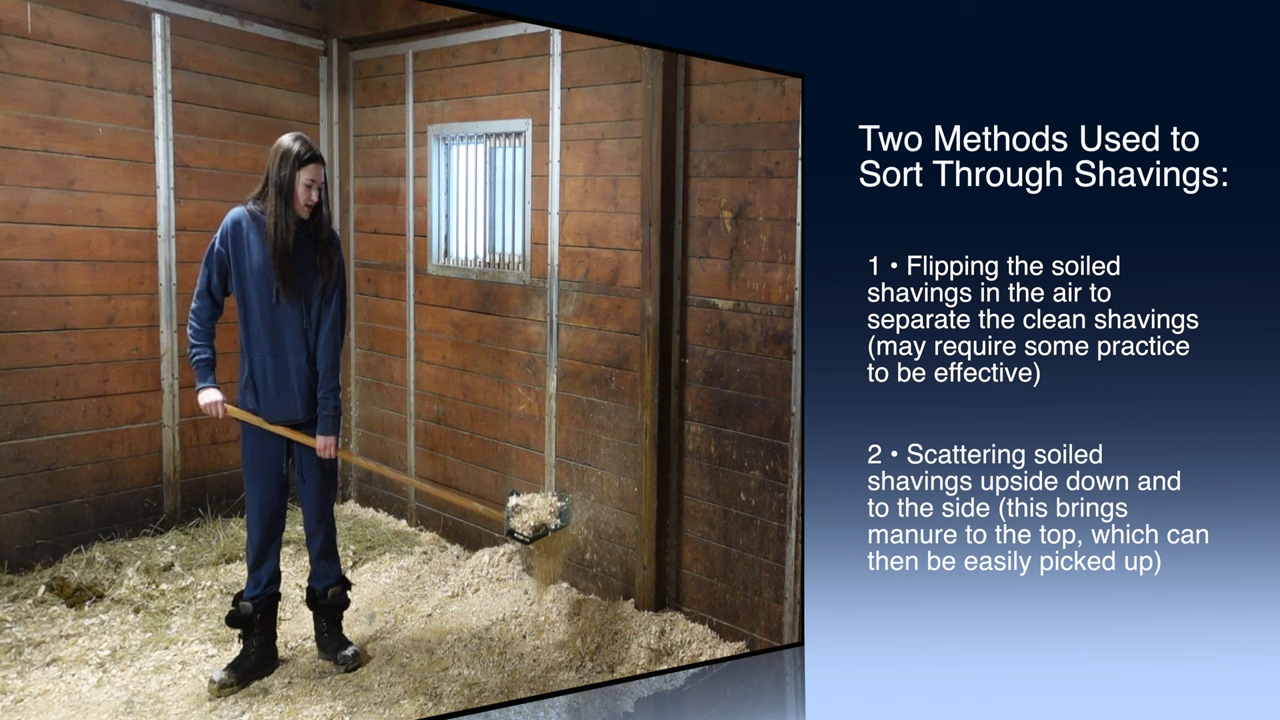 Two Methods Used to
Sort Through Shavings:
1 • Flipping the soiled
shavings in the air to
separate the clean shavings
(may require some practice
to be effective)
2 • Scattering soiled
shavings upside down and
to the side (this brings
manure to the top, which can
then be easily picked up)